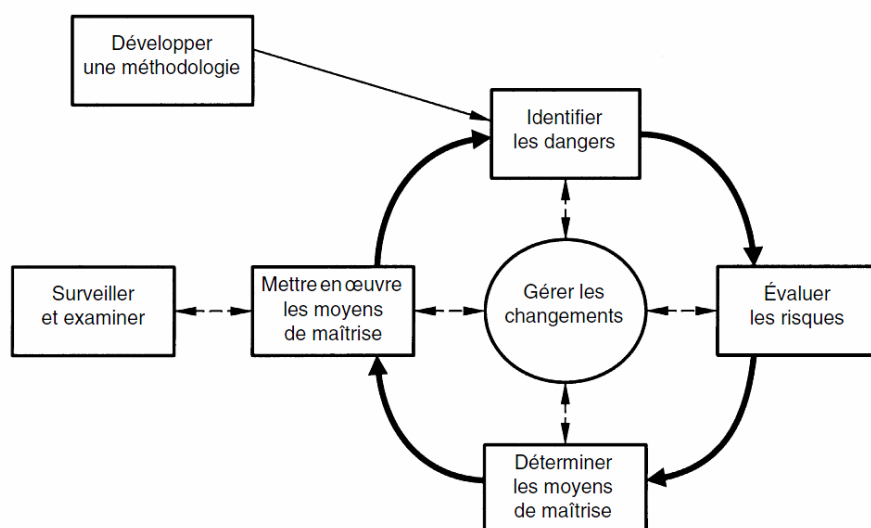 Développer
une méthodologie
Identifier
les dangers
Surveiller
et examiner
Mettre en œuvre
les moyens
de maîtrise
Gérer les
changements
Évaluer
les risques
Déterminer
les moyens
de maîtrise